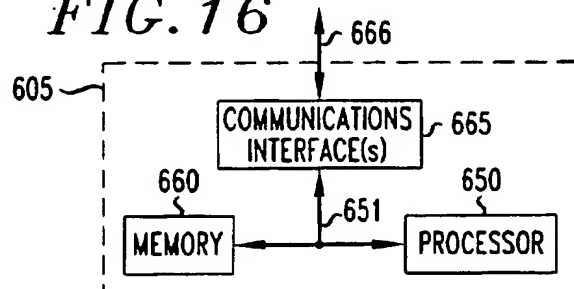 FIG. 16
666
605
COMMUNICATIONS
INTERFACE(s)
665
660
651
650
MEMORY
PROCESSOR